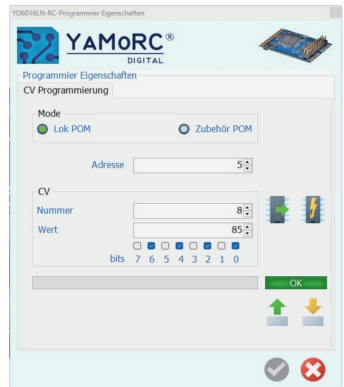 YD6016LN-RC-Programmier Eigenschaften
YAMORC®
DIGITAL
Programmier Eigenschaften
CV Programmierung
Mode
Lok POM Zubehör POM
Adresse 5
CV
Nummer 8
Wert 85
bits 7 6 5 4 3 2 1 0
OK